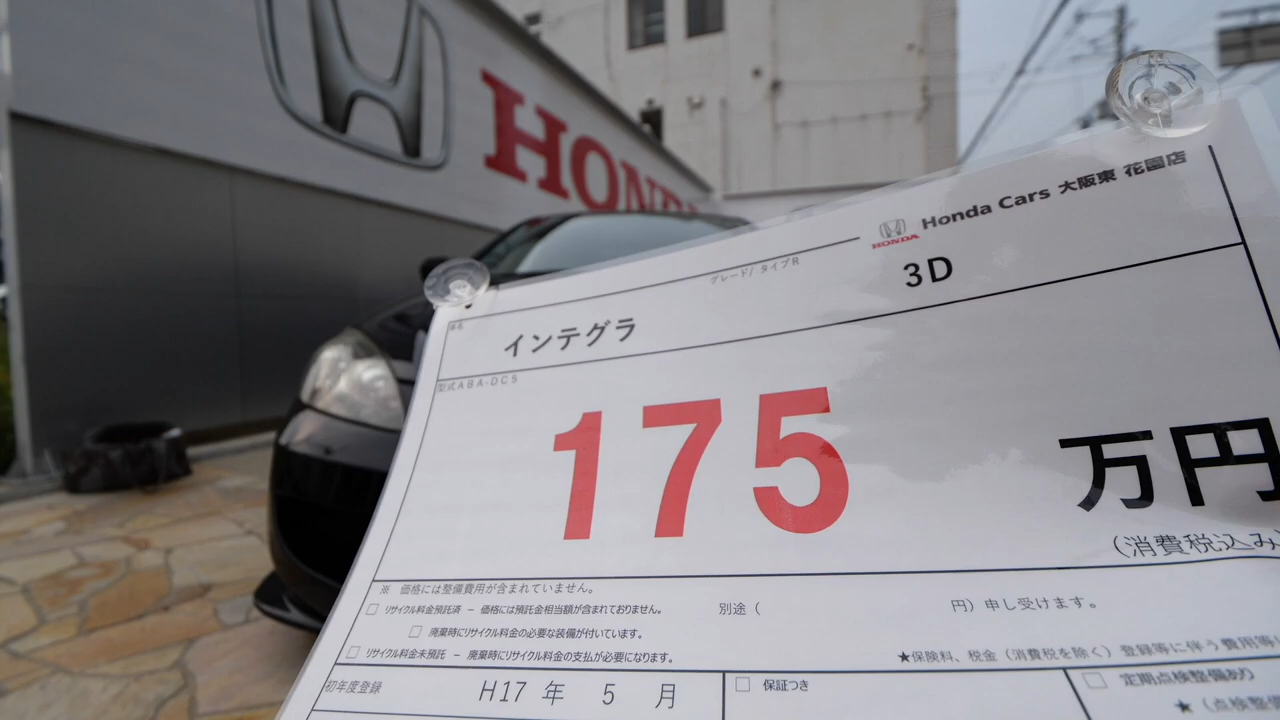 HONDA
HONDA Honda Cars 大阪東 花園店
車名 インテグラ
グレード/タイプR 3D
型式ABA-DC5
175 万円
(消費税込み
※ 価格には整備費用が含まれていません。
□ リサイクル料金預託済 － 価格には預託金相当額が含まれておりません。 別途( 円)申し受けます。
□ 廃棄時にリサイクル料金の必要な装備が付いています。
□ リサイクル料金未預託 － 廃棄時にリサイクル料金の支払が必要になります。
★保険料、税金（消費税を除く）登録等に伴う費用等
初年度登録 H17 年 5 月
□ 保証つき
□ 定期点検整備あり
★（点検整備